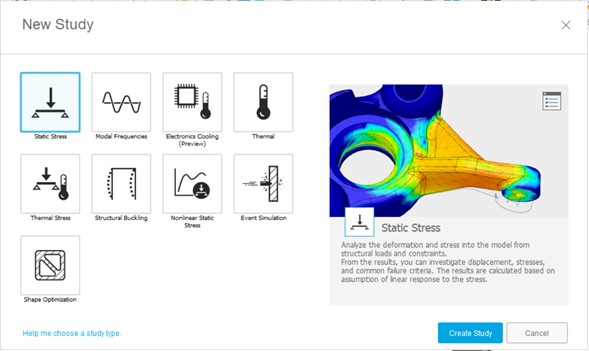 New Study
Static Stress
Modal Frequencies
Electronics Cooling
(Preview)
Thermal
Thermal Stress
Structural Buckling
Nonlinear Static
Stress
Event Simulation
Shape Optimization
Static Stress
Analyze the deformation and stress into the model from
structural loads and constraints.
From the results, you can investigate displacement, stresses,
and common failure criteria. The results are calculated based on
assumption of linear response to the stress.
Help me choose a study type.
Create Study
Cancel